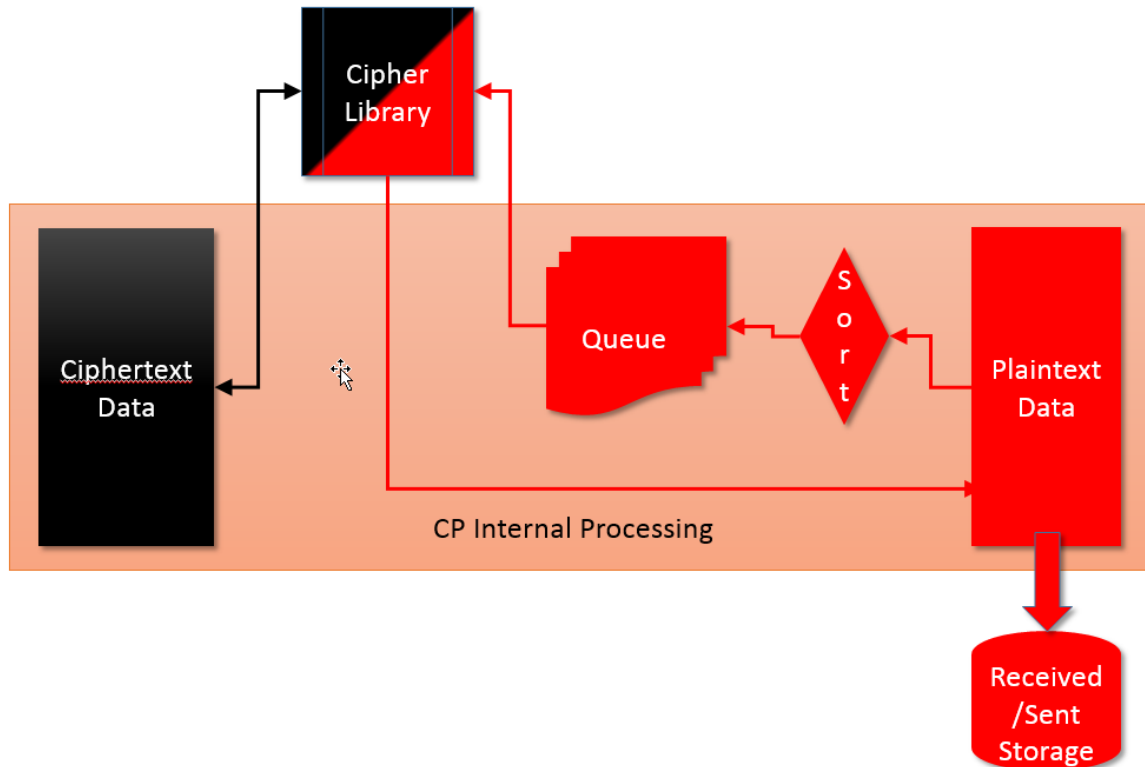 Cipher
Library
Ciphertext
Data
Queue
S
o
r
t
Plaintext
Data
CP Internal Processing
Received
/Sent
Storage